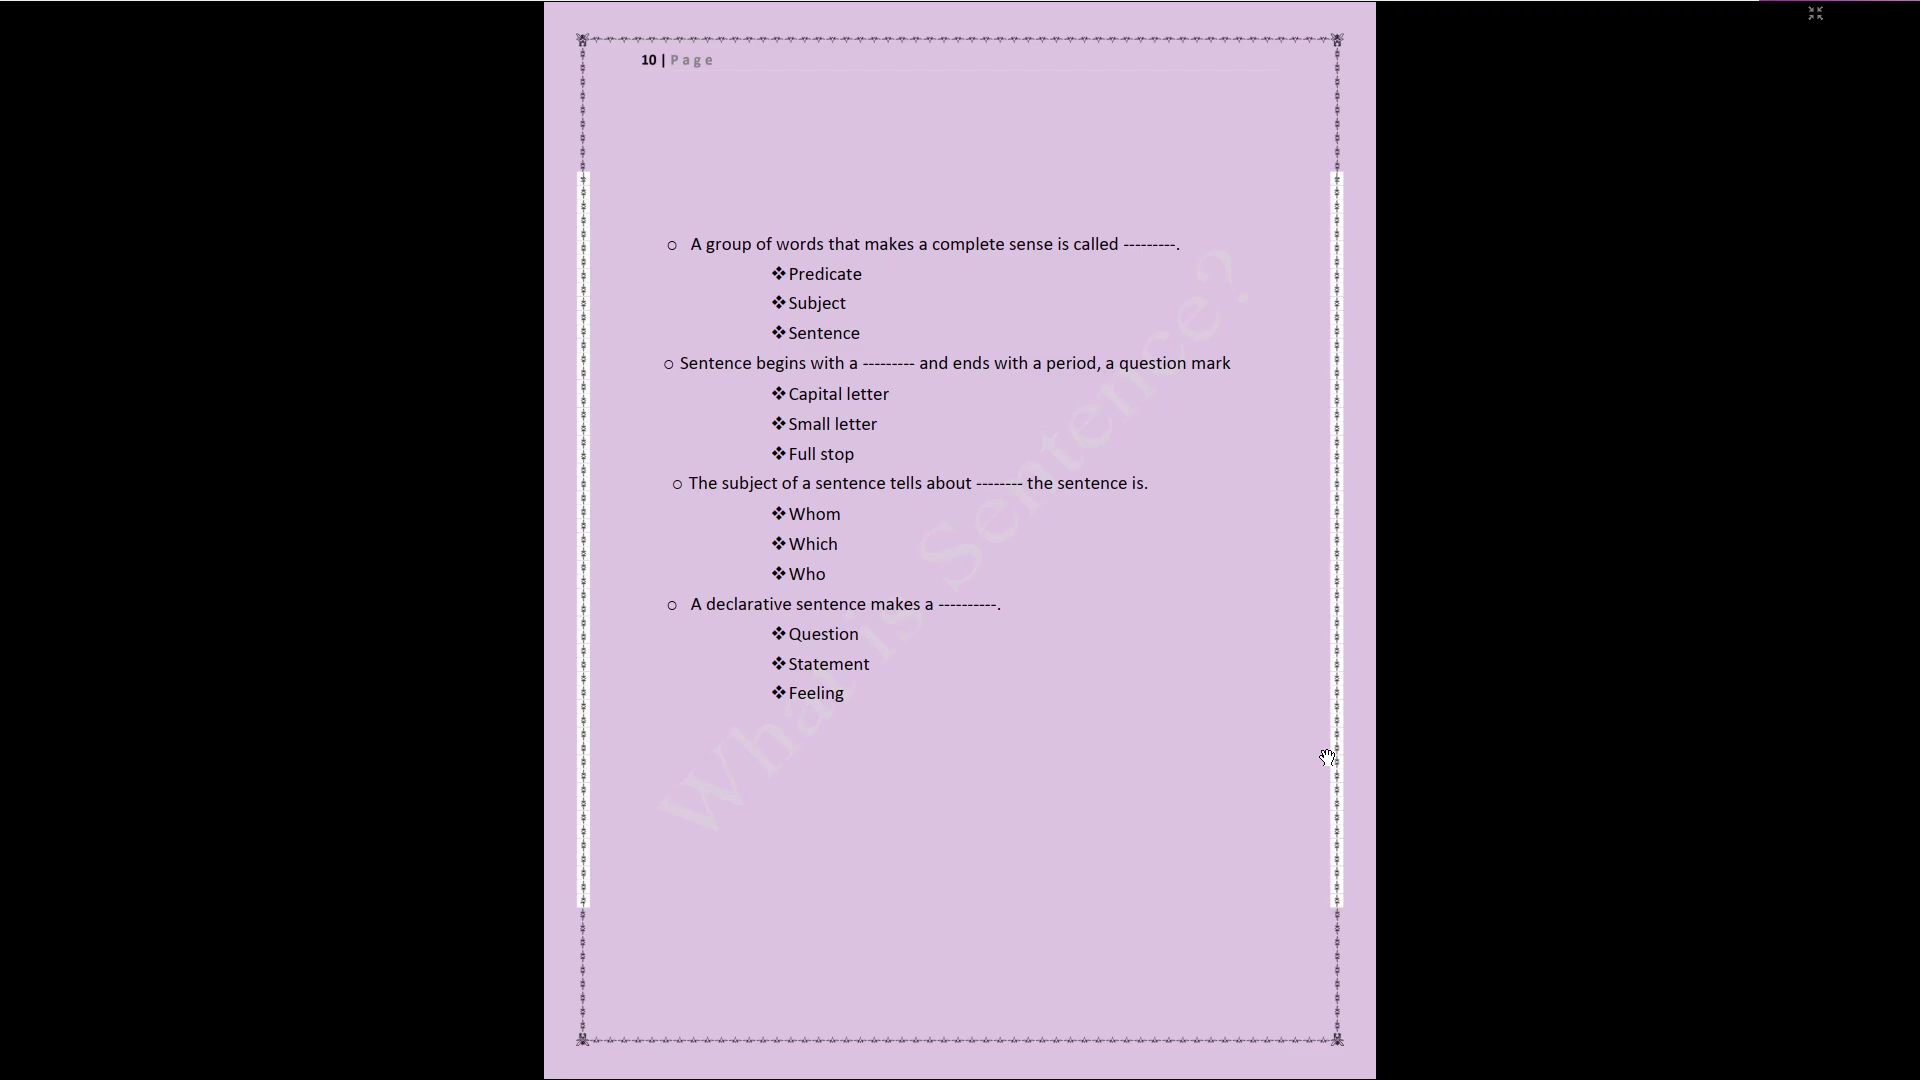 10 | Page
○ A group of words that makes a complete sense is called ---------.
❖Predicate
❖Subject
❖Sentence
○ Sentence begins with a --------- and ends with a period, a question mark
❖Capital letter
❖Small letter
❖Full stop
○ The subject of a sentence tells about -------- the sentence is.
❖Whom
❖Which
❖Who
○ A declarative sentence makes a ----------.
❖Question
❖Statement
❖Feeling
What is Sentence?